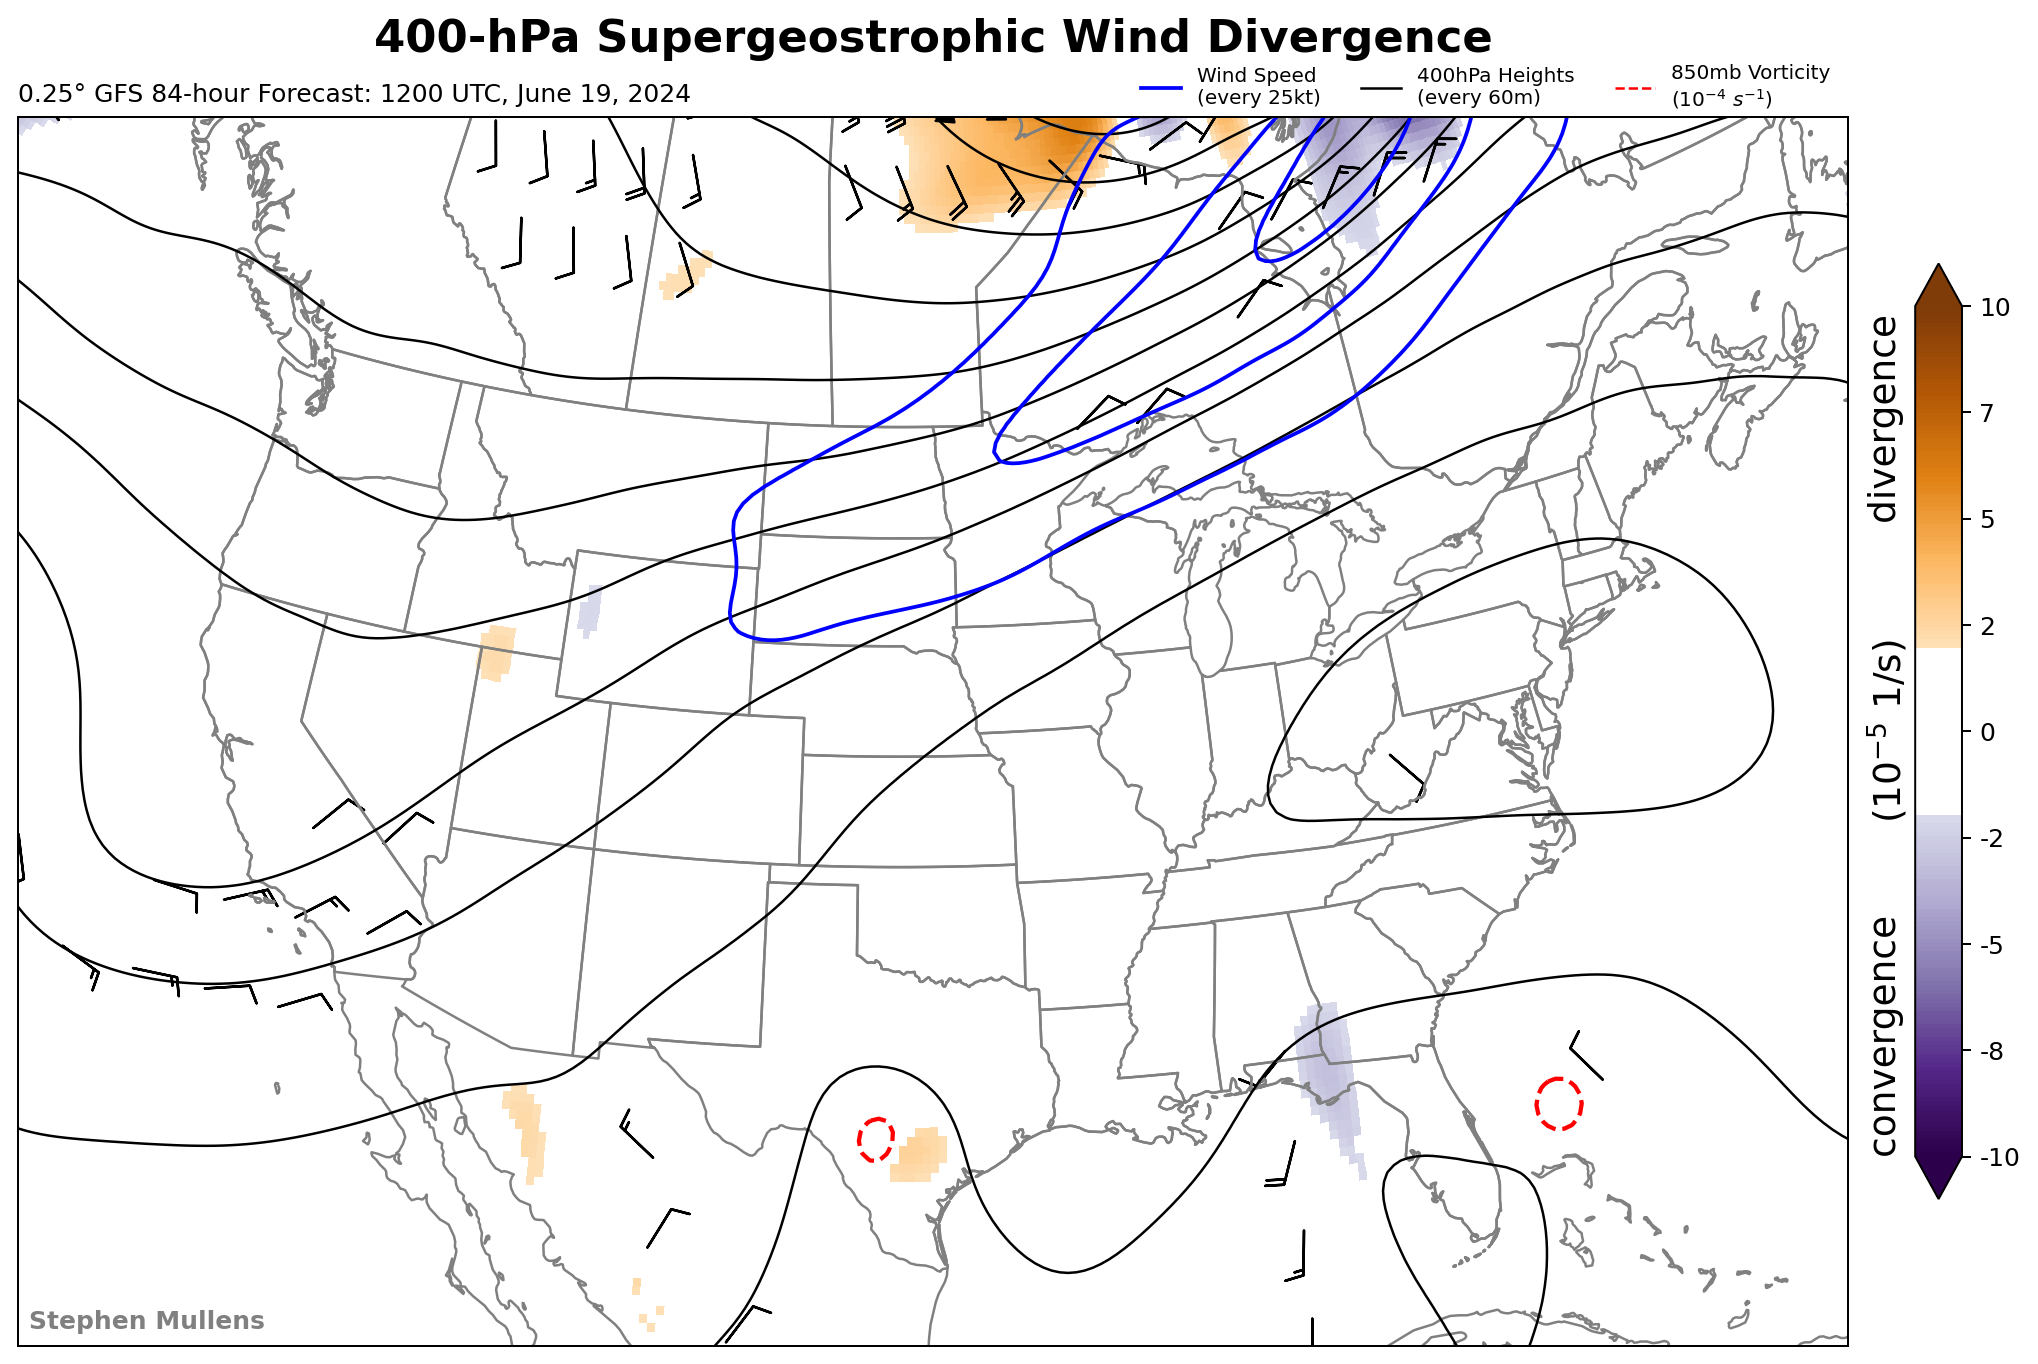 400-hPa Supergeostrophic Wind Divergence
0.25° GFS 84-hour Forecast: 1200 UTC, June 19, 2024
Wind Speed
(every 25kt)
400hPa Heights
(every 60m)
850mb Vorticity
(10⁻⁴ s⁻¹)
10
7
5
2
0
-2
-5
-8
-10
convergence (10⁻⁵ 1/s) divergence
Stephen Mullens